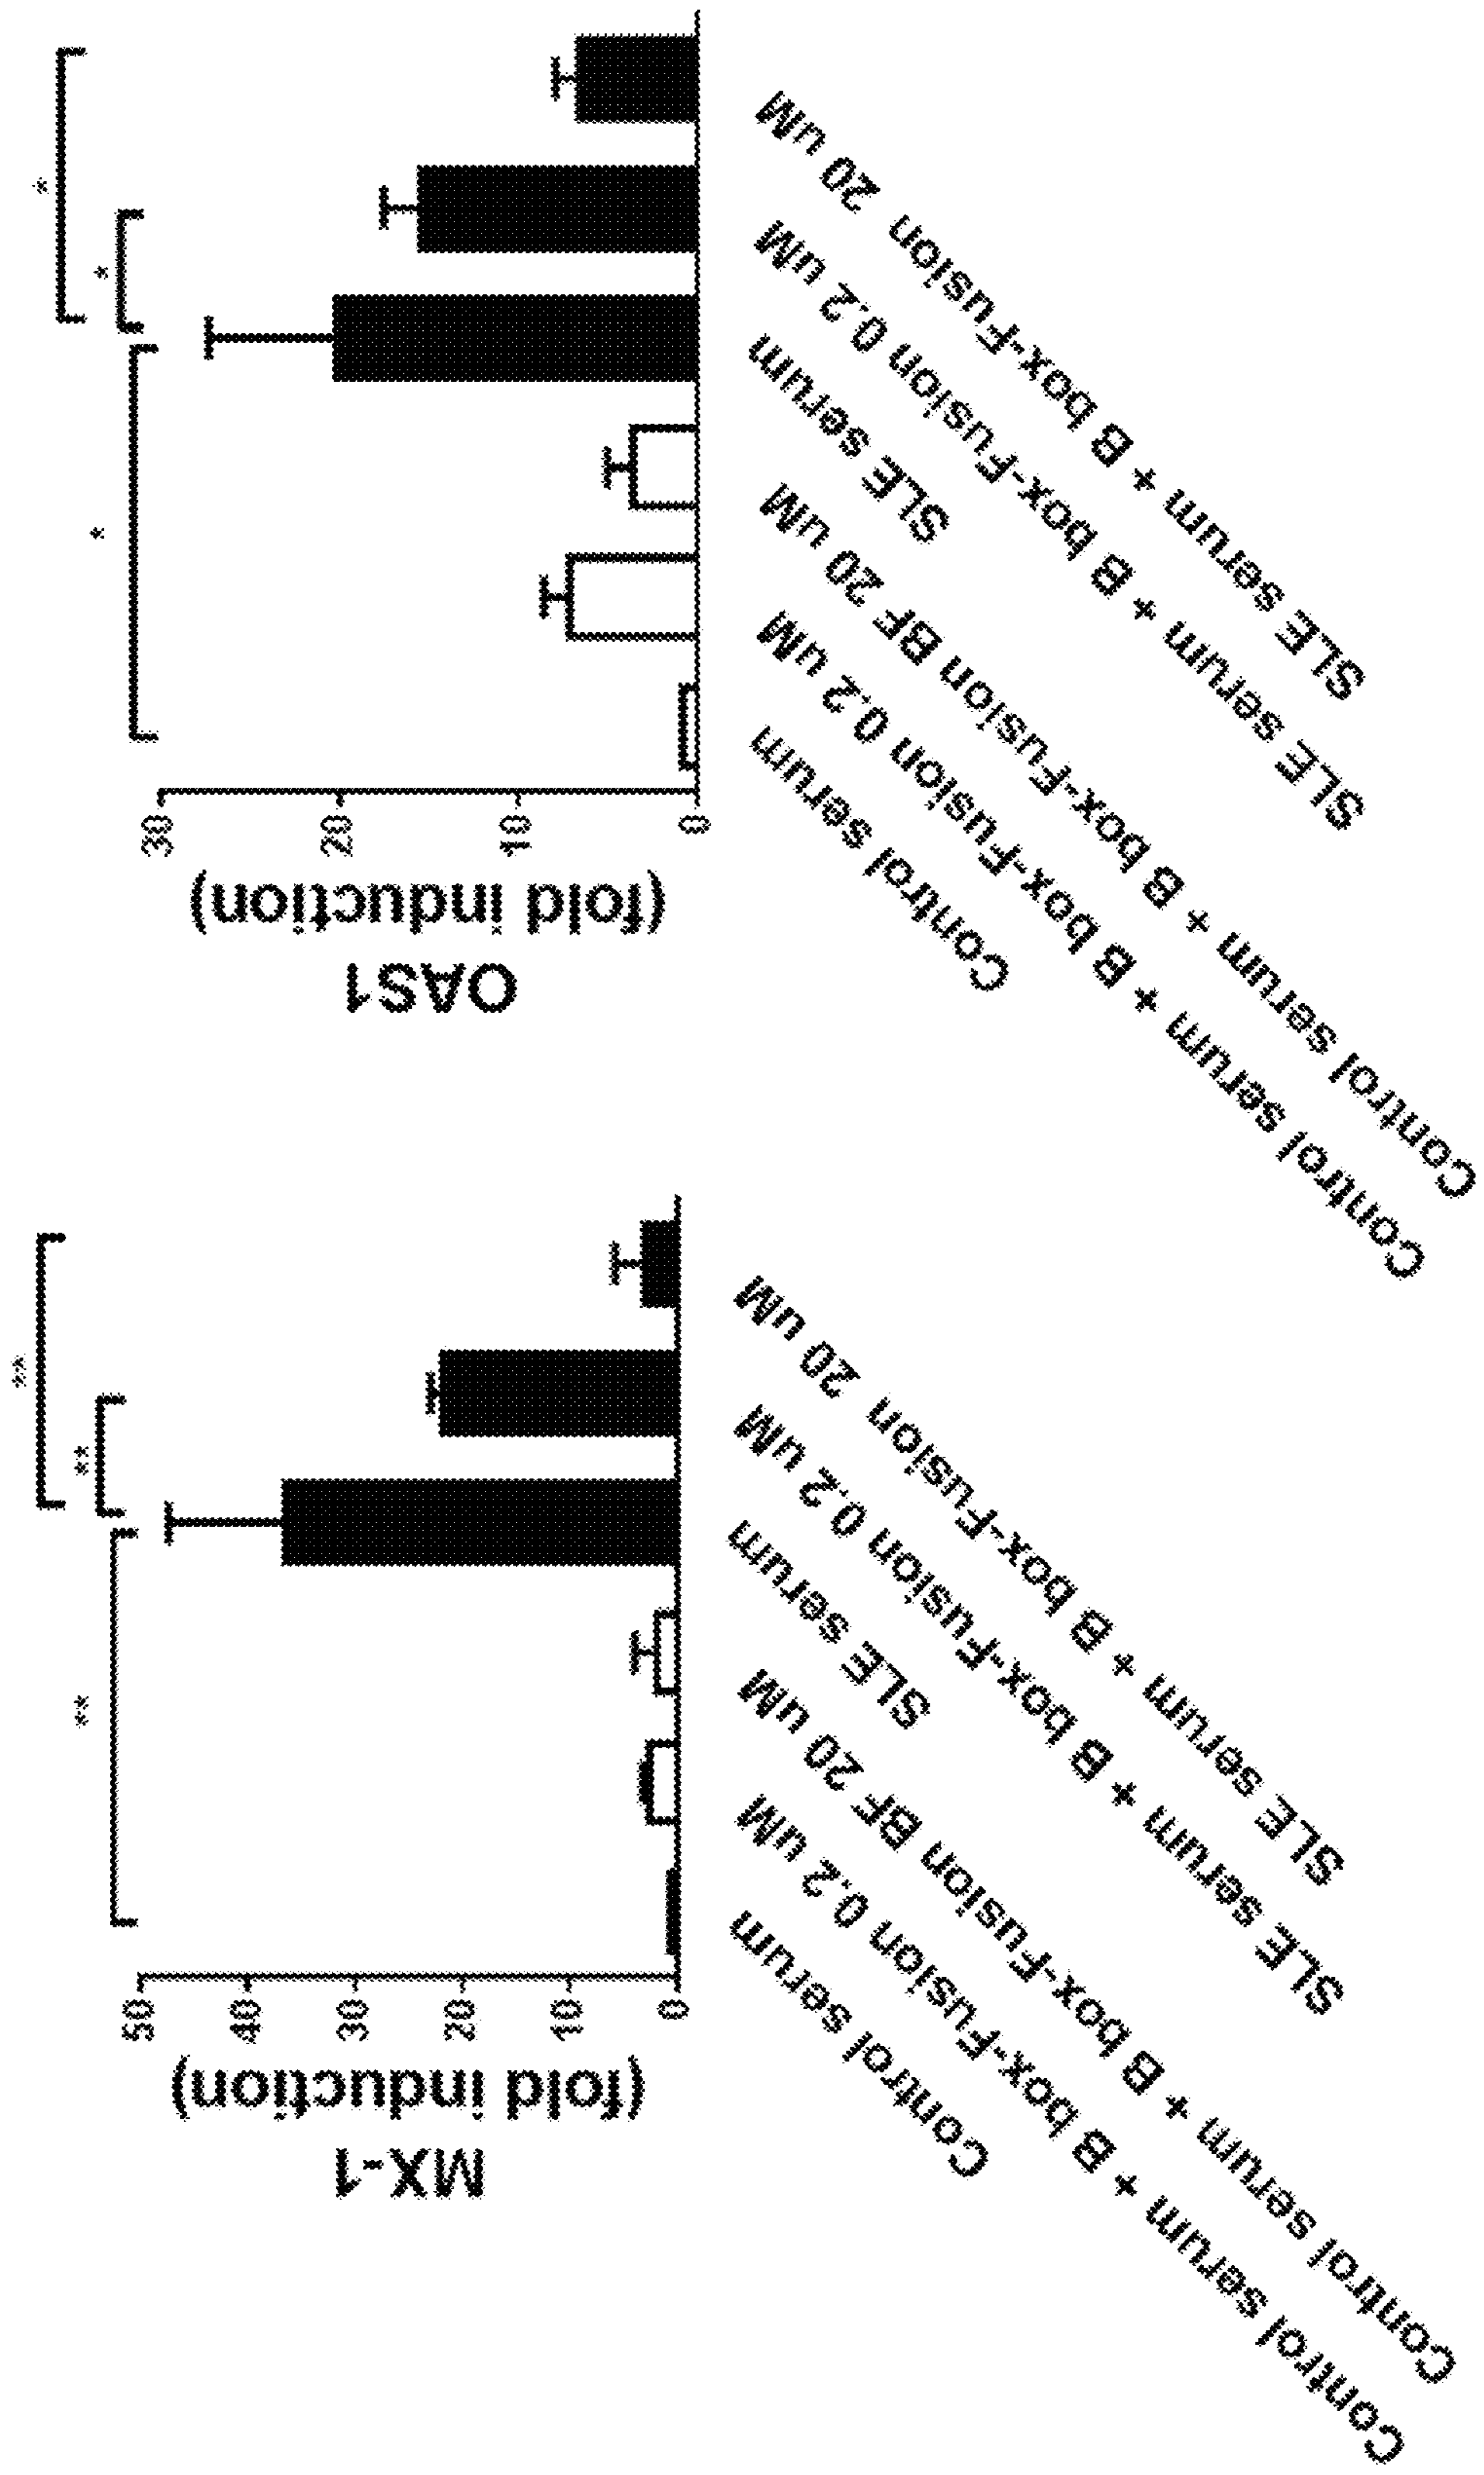 MX-1
(fold induction)
50
40
30
20
10
0
**
**
**
Control serum
Control serum + B box-Fusion 0.2 uM
Control serum + B box-Fusion BF 20 uM
SLE serum
SLE serum + B box-Fusion 0.2 uM
SLE serum + B box-Fusion 20 uM
OAS1
(fold induction)
30
20
10
0
*
*
*
Control serum
Control serum + B box-Fusion 0.2 uM
Control serum + B box-Fusion BF 20 uM
SLE serum
SLE serum + B box-Fusion 0.2 uM
SLE serum + B box-Fusion 20 uM